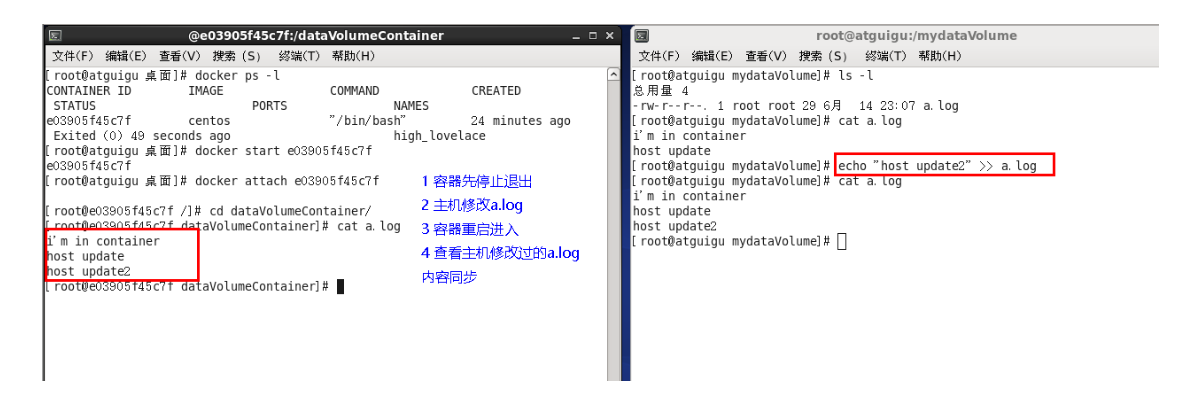 @e03905f45c7f:/dataVolumeContainer
文件(F) 编辑(E) 查看(V) 搜索 (S) 终端(T) 帮助(H)
[root@atguigu 桌面]# docker ps -l
CONTAINER ID IMAGE COMMAND CREATED
STATUS PORTS NAMES
e03905f45c7f centos "/bin/bash" 24 minutes ago
Exited (0) 49 seconds ago high_lovelace
[root@atguigu 桌面]# docker start e03905f45c7f
e03905f45c7f
[root@atguigu 桌面]# docker attach e03905f45c7f
[root@e03905f45c7f /]# cd dataVolumeContainer/
[root@e03905f45c7f dataVolumeContainer]# cat a.log
i'm in container
host update
host update2
[root@e03905f45c7f dataVolumeContainer]#
1 容器先停止退出
2 主机修改a.log
3 容器重启进入
4 查看主机修改过的a.log
内容同步
root@atguigu:/mydataVolume
文件(F) 编辑(E) 查看(V) 搜索 (S) 终端(T) 帮助(H)
[root@atguigu mydataVolume]# ls -l
总用量 4
-rw-r--r--. 1 root root 29 6月 14 23:07 a.log
[root@atguigu mydataVolume]# cat a.log
i'm in container
host update
[root@atguigu mydataVolume]# echo "host update2" >> a.log
[root@atguigu mydataVolume]# cat a.log
i'm in container
host update
host update2
[root@atguigu mydataVolume]#